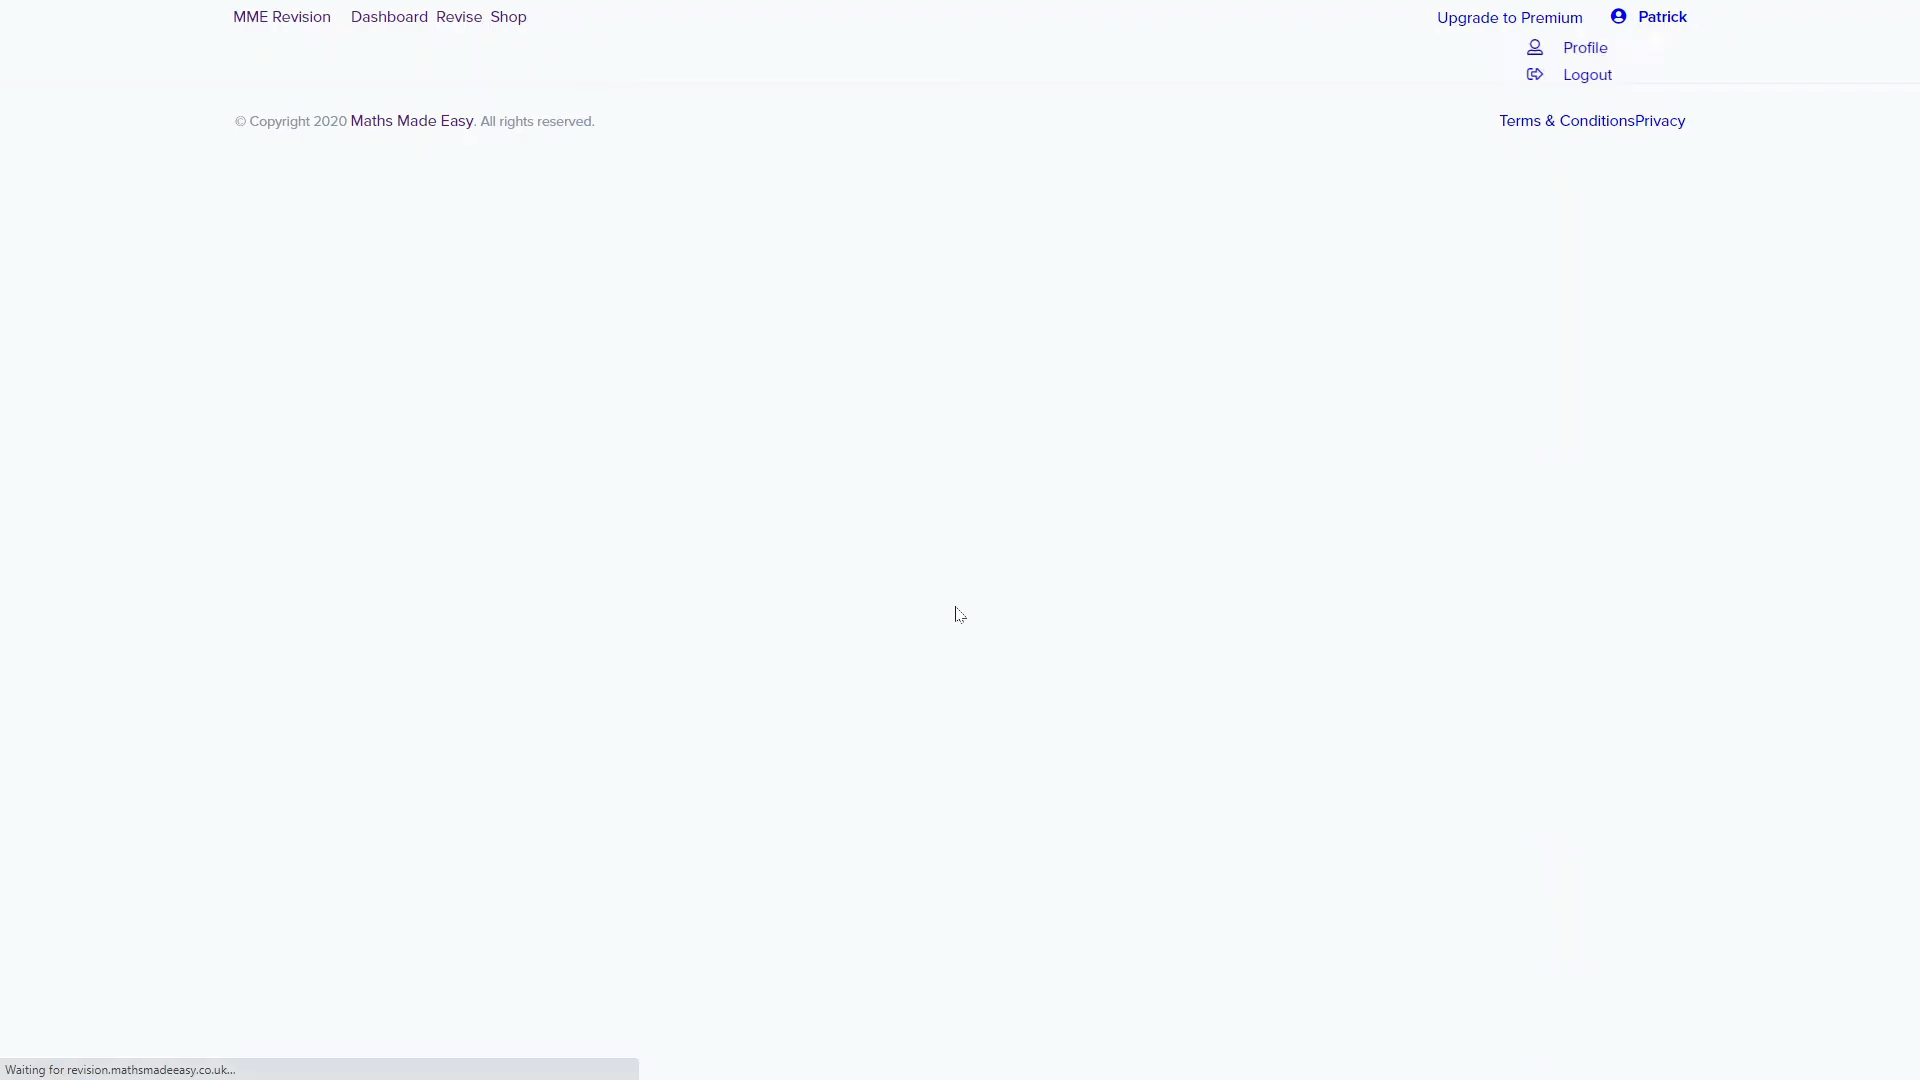 MME Revision Dashboard Revise Shop Upgrade to Premium Patrick
Profile
Logout
© Copyright 2020 Maths Made Easy. All rights reserved. Terms & ConditionsPrivacy
Waiting for revision.mathsmadeeasy.co.uk...